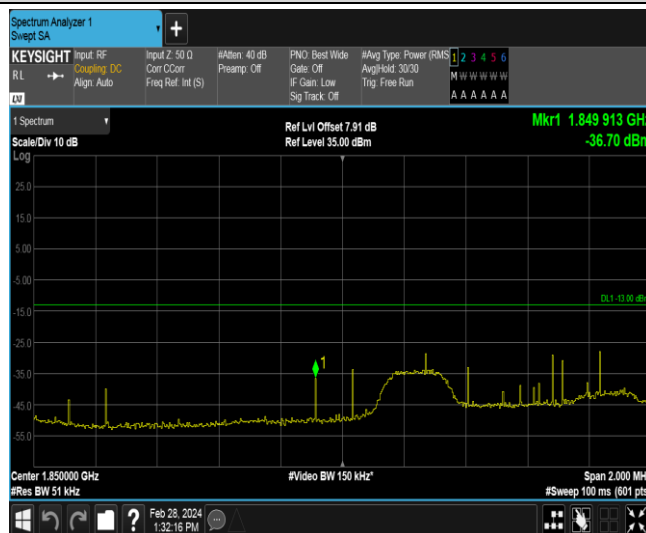 Spectrum Analyzer 1
Swept SA
+
KEYSIGHT
RL
LXI
Input: RF
Coupling: DC
Align: Auto
Input Z: 50 Ω
Corr CCorr
Freq Ref: Int (S)
#Atten: 40 dB
Preamp: Off
PNO: Best Wide
Gate: Off
IF Gain: Low
Sig Track: Off
#Avg Type: Power (RMS
Avg|Hold: 30/30
Trig: Free Run
1 2 3 4 5 6
M W W W W W
A A A A A A
1 Spectrum
Scale/Div 10 dB
Log
Ref Lvl Offset 7.91 dB
Ref Level 35.00 dBm
Mkr1 1.849 913 GHz
-36.70 dBm
25.0
15.0
5.00
-5.00
DL1 -13.00 dBm
-15.0
-25.0
1
-35.0
-45.0
-55.0
Center 1.850000 GHz
#Res BW 51 kHz
#Video BW 150 kHz*
Span 2.000 MH
#Sweep 100 ms (601 pts
?
Feb 28, 2024
1:32:16 PM